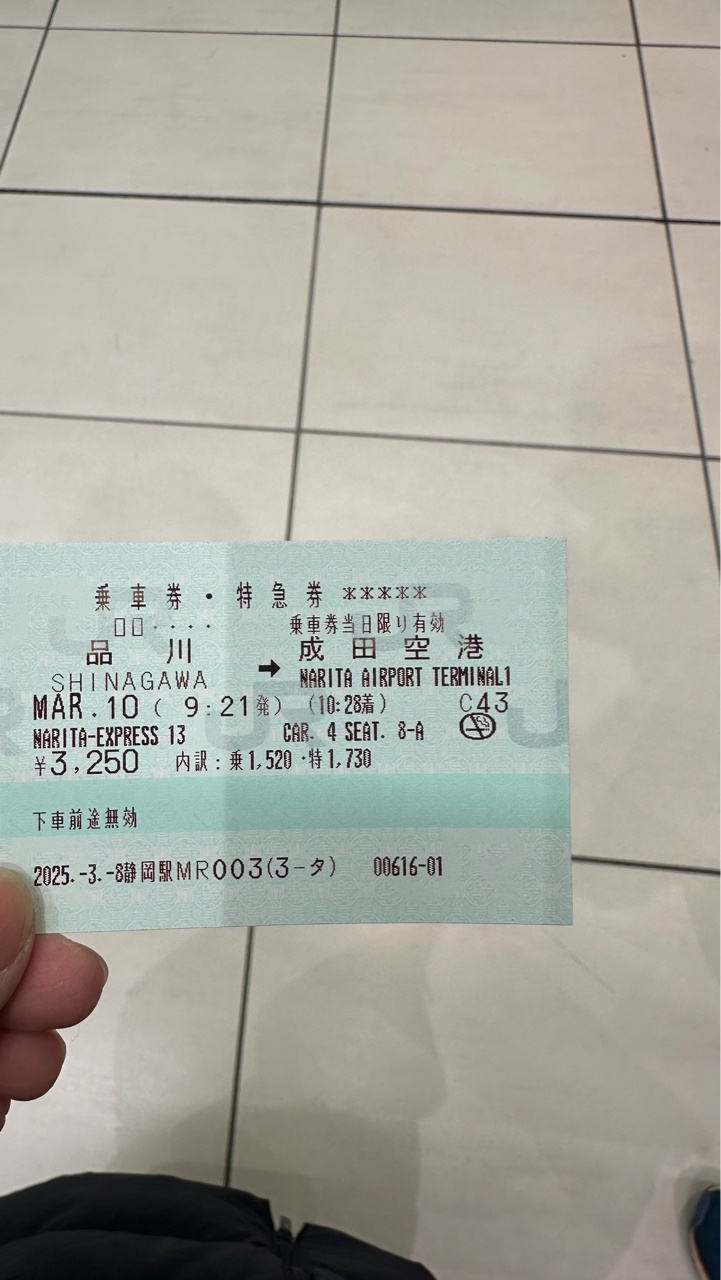 乗車券・特急券 *****
□□・・・・ 乗車券当日限り有効
品川 → 成田空港
SHINAGAWA NARITA AIRPORT TERMINAL1
MAR.10 ( 9:21発) (10:28着) C43
NARITA-EXPRESS 13 CAR. 4 SEAT. 8-A
¥3,250 内訳:乗1,520・特1,730
下車前途無効
2025.-3.-8静岡駅MR003(3-タ) 00616-01